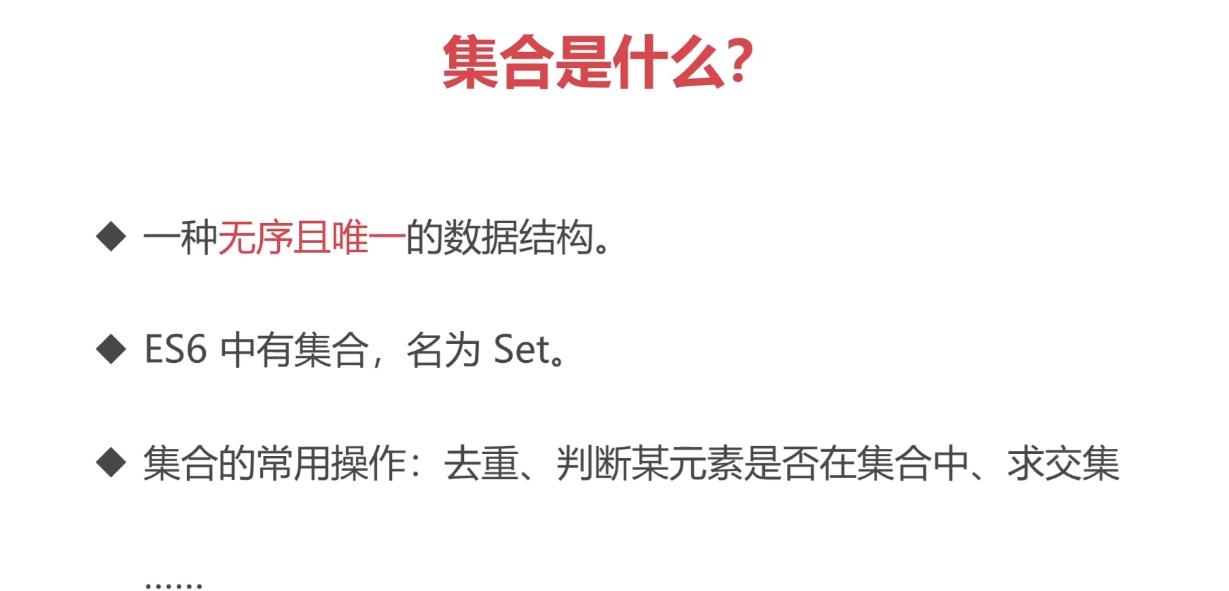 集合是什么？
◆ 一种无序且唯一的数据结构。
◆ ES6 中有集合，名为 Set。
◆ 集合的常用操作：去重、判断某元素是否在集合中、求交集
……